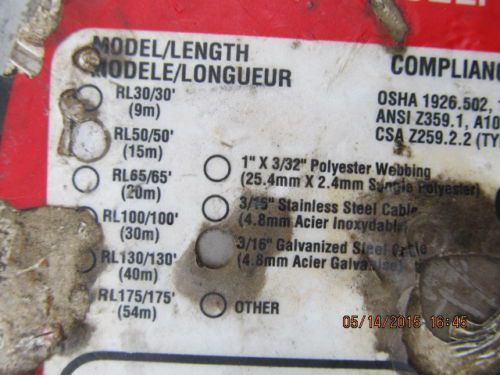 MODEL/LENGTH
MODELE/LONGUEUR
COMPLIANC
RL30/30'
(9m)
RL50/50'
(15m)
RL65/65'
(20m)
RL100/100'
(30m)
RL130/130'
(40m)
RL175/175'
(54m)
OSHA 1926.502,
ANSI Z359.1, A10
CSA Z259.2.2 (TY
1" X 3/32" Polyester Webbing
(25.4mm X 2.4mm Sangle Polyester)
3/16" Stainless Steel Cable
(4.8mm Acier Inoxydable)
3/16" Galvanized Steel Cable
(4.8mm Acier Galvanisé)
OTHER
05/14/2015 16:45